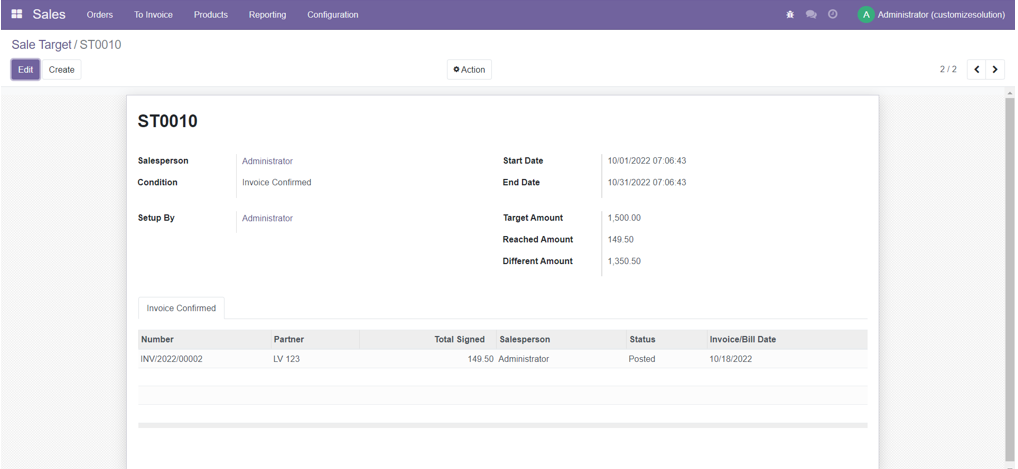 Sales Orders To Invoice Products Reporting Configuration A Administrator (customizesolution)
Sale Target / ST0010
Edit Create Action 2 / 2
ST0010
Salesperson Administrator Start Date 10/01/2022 07:06:43
Condition Invoice Confirmed End Date 10/31/2022 07:06:43
Setup By Administrator Target Amount 1,500.00
Reached Amount 149.50
Different Amount 1,350.50
Invoice Confirmed
Number Partner Total Signed Salesperson Status Invoice/Bill Date
INV/2022/00002 LV 123 149.50 Administrator Posted 10/18/2022